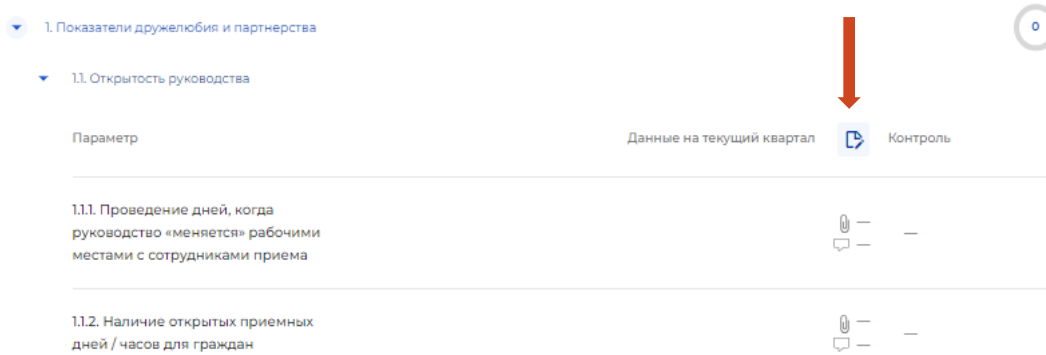 1. Показатели дружелюбия и партнерства
0
1.1. Открытость руководства
Параметр
Данные на текущий квартал
Контроль
1.1.1. Проведение дней, когда
руководство «меняется» рабочими
местами с сотрудниками приема
—
—
—
1.1.2. Наличие открытых приемных
дней / часов для граждан
—
—
—